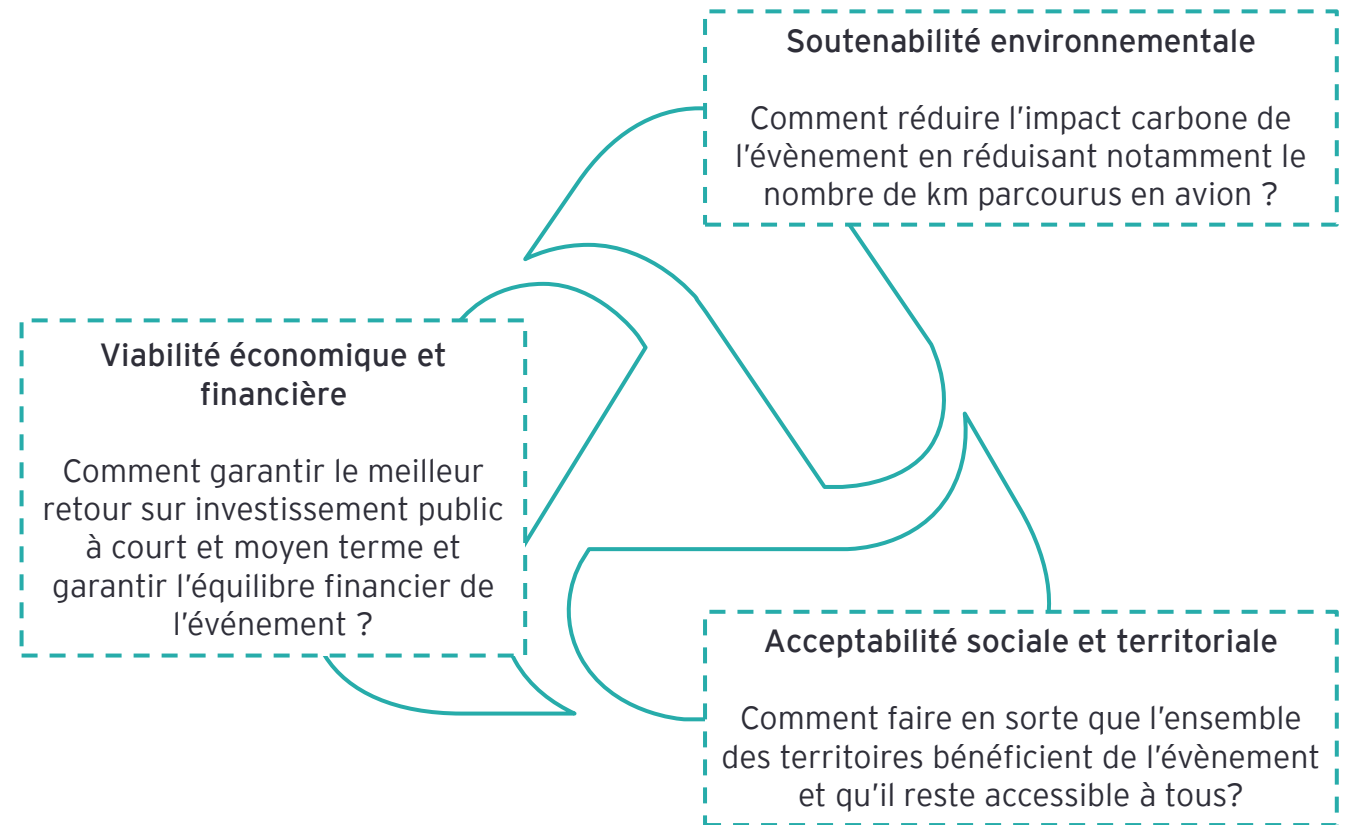 Soutenabilité environnementale
Comment réduire l'impact carbone de
l'évènement en réduisant notamment le
nombre de km parcourus en avion ?
Viabilité économique et
financière
Comment garantir le meilleur
retour sur investissement public
à court et moyen terme et
garantir l'équilibre financier de
l'événement ?
Acceptabilité sociale et territoriale
Comment faire en sorte que l'ensemble
des territoires bénéficient de l'évènement
et qu'il reste accessible à tous?